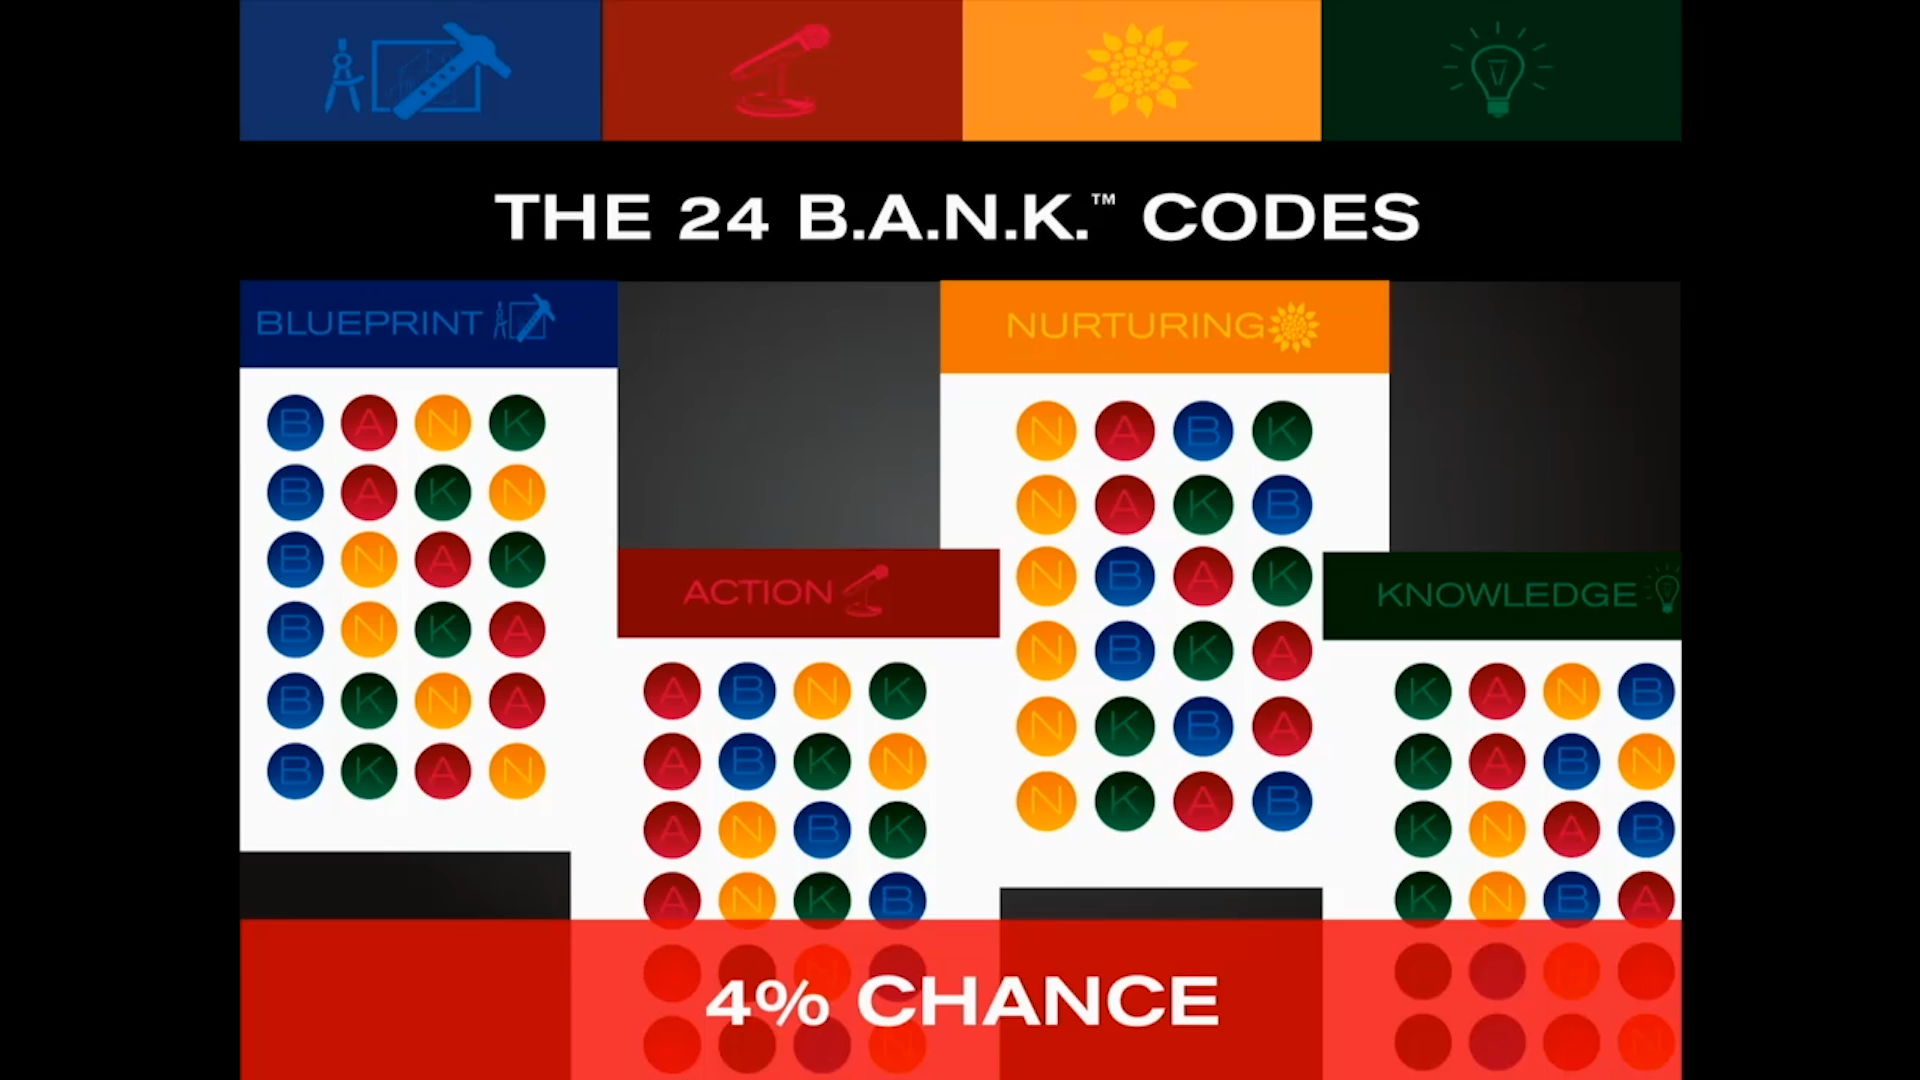 THE 24 B.A.N.K.™ CODES
BLUEPRINT
B A N K
B A K N
B N A K
B N K A
B K N A
B K A N
ACTION
A B N K
A B K N
A N B K
A N K B
NURTURING
N A B K
N A K B
N B A K
N B K A
N K B A
N K A B
KNOWLEDGE
K A N B
K A B N
K N A B
K N B A
4% CHANCE